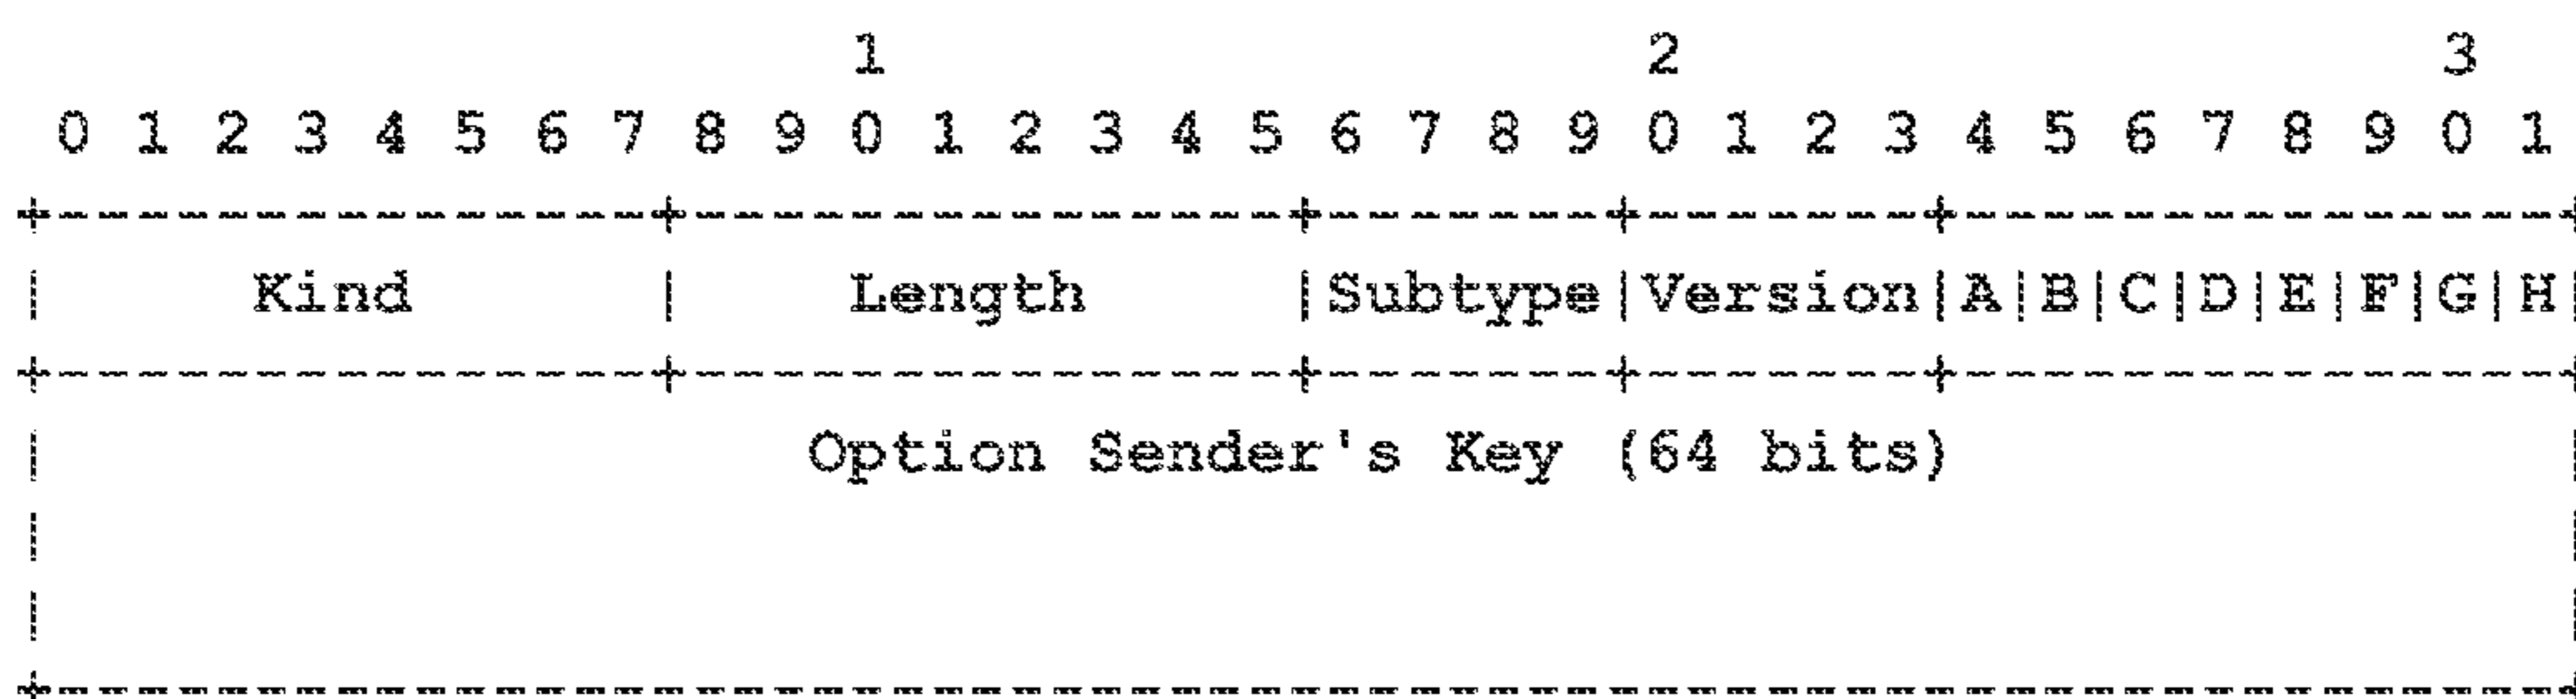 1 2 3
0 1 2 3 4 5 6 7 8 9 0 1 2 3 4 5 6 7 8 9 0 1 2 3 4 5 6 7 8 9 0 1
| Kind | Length |Subtype|Version|A|B|C|D|E|F|G|H|
Option Sender's Key (64 bits)